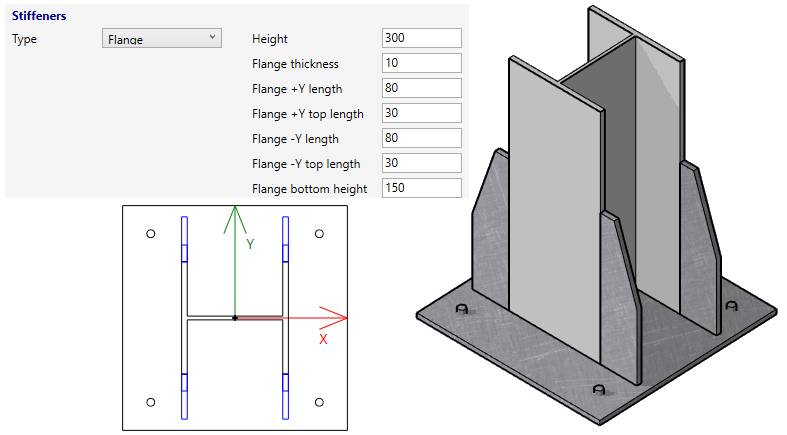 Stiffeners
Type Flange Height 300
Flange thickness 10
Flange +Y length 80
Flange +Y top length 30
Flange -Y length 80
Flange -Y top length 30
Flange bottom height 150
Y
X